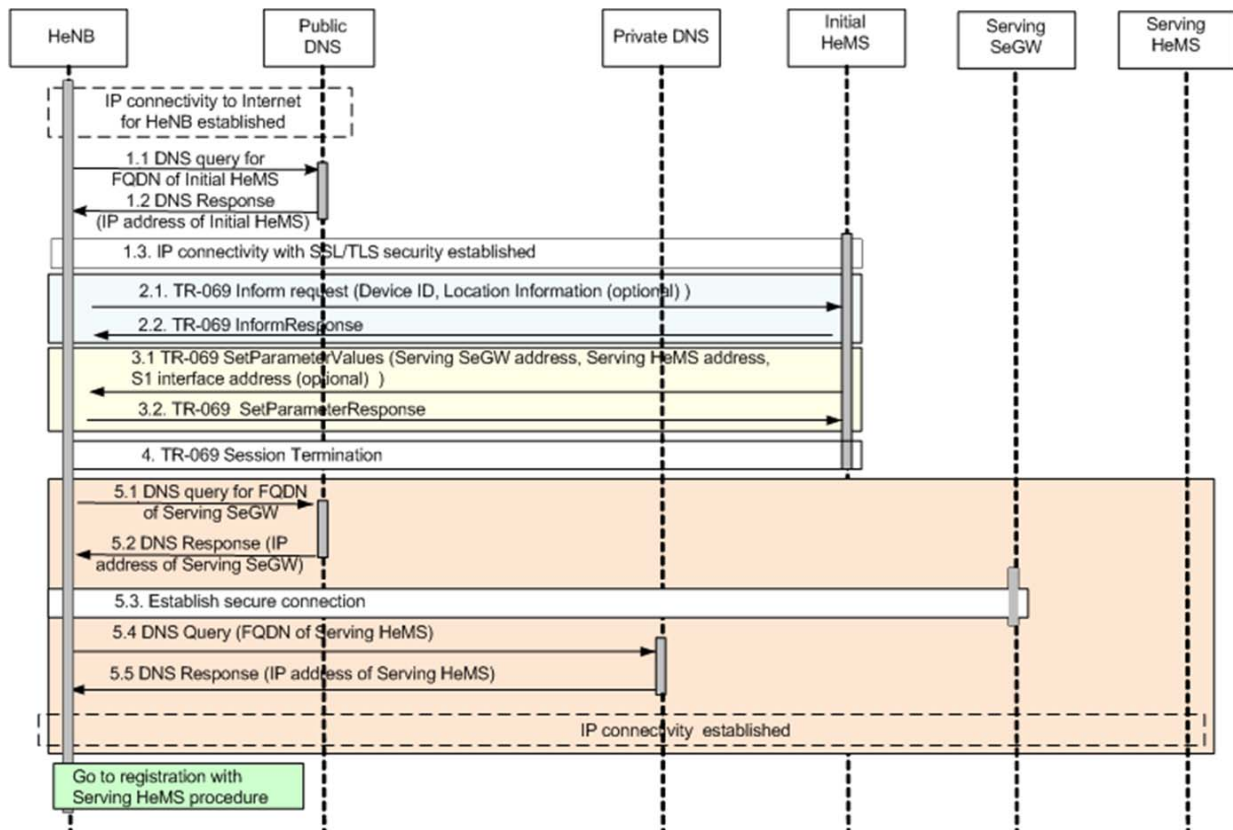 HeNB
Public
DNS
Private DNS
Initial
HeMS
Serving
SeGW
Serving
HeMS
IP connectivity to Internet
for HeNB established
1.1 DNS query for
FQDN of Initial HeMS
1.2 DNS Response
(IP address of Initial HeMS)
1.3. IP connectivity with SSL/TLS security established
2.1. TR-069 Inform request (Device ID, Location Information (optional) )
2.2. TR-069 InformResponse
3.1 TR-069 SetParameterValues (Serving SeGW address, Serving HeMS address,
S1 interface address (optional) )
3.2. TR-069 SetParameterResponse
4. TR-069 Session Termination
5.1 DNS query for FQDN
of Serving SeGW
5.2 DNS Response (IP
address of Serving SeGW)
5.3. Establish secure connection
5.4 DNS Query (FQDN of Serving HeMS)
5.5 DNS Response (IP address of Serving HeMS)
IP connectivity established
Go to registration with
Serving HeMS procedure